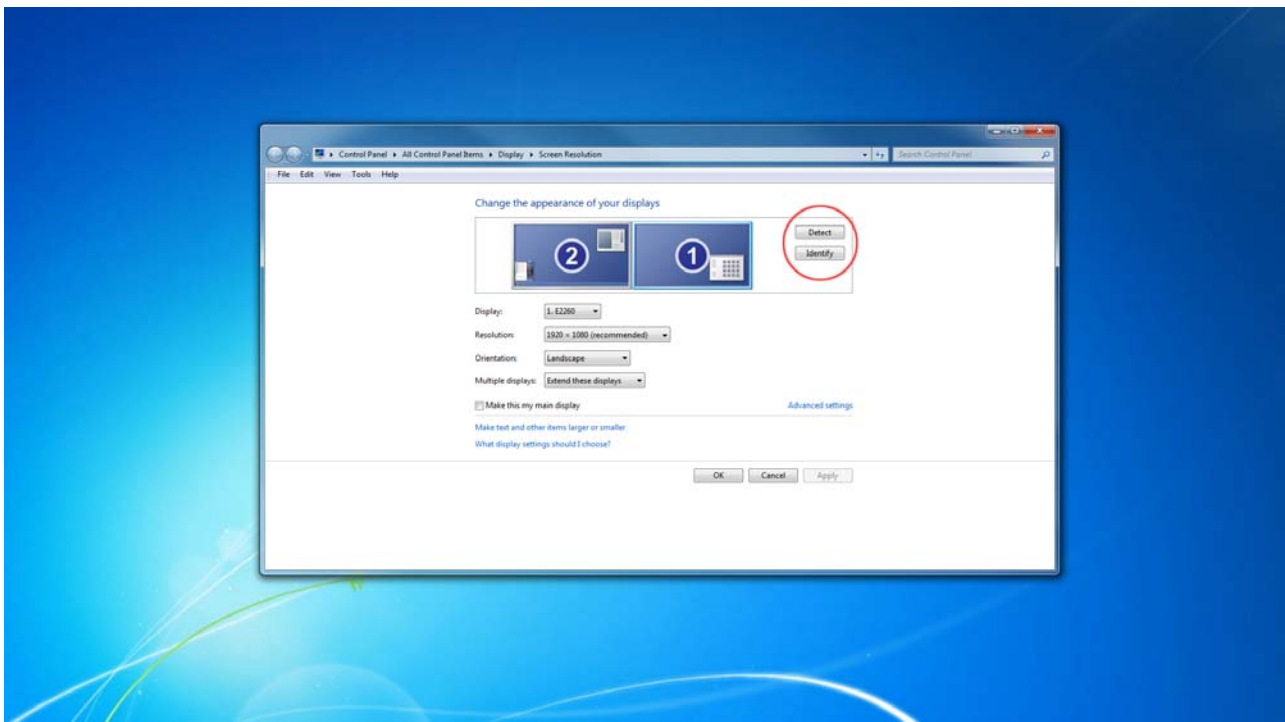 Control Panel ▸ All Control Panel Items ▸ Display ▸ Screen Resolution
Search Control Panel
File Edit View Tools Help
Change the appearance of your displays
2 1
Detect
Identify
Display: 1. E2260
Resolution: 1920 × 1080 (recommended)
Orientation: Landscape
Multiple displays: Extend these displays
Make this my main display
Advanced settings
Make text and other items larger or smaller
What display settings should I choose?
OK Cancel Apply